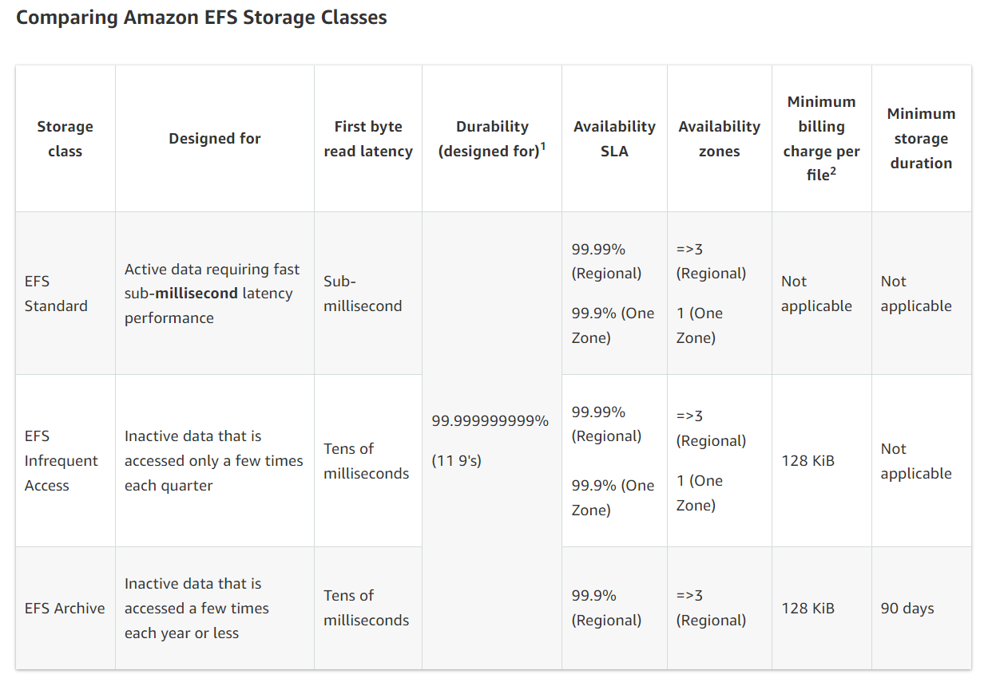 Comparing Amazon EFS Storage Classes
Storage
class
Designed for
First byte
read latency
Durability
(designed for)1
Availability
SLA
Availability
zones
Minimum
billing
charge per
file2
Minimum
storage
duration
EFS
Standard
Active data requiring fast
sub-millisecond latency
performance
Sub-
millisecond
99.999999999%
(11 9's)
99.99%
(Regional)
99.9% (One
Zone)
=>3
(Regional)
1 (One
Zone)
Not
applicable
Not
applicable
EFS
Infrequent
Access
Inactive data that is
accessed only a few times
each quarter
Tens of
milliseconds
99.99%
(Regional)
99.9% (One
Zone)
=>3
(Regional)
1 (One
Zone)
128 KiB
Not
applicable
EFS Archive
Inactive data that is
accessed a few times
each year or less
Tens of
milliseconds
99.9%
(Regional)
=>3
(Regional)
128 KiB
90 days